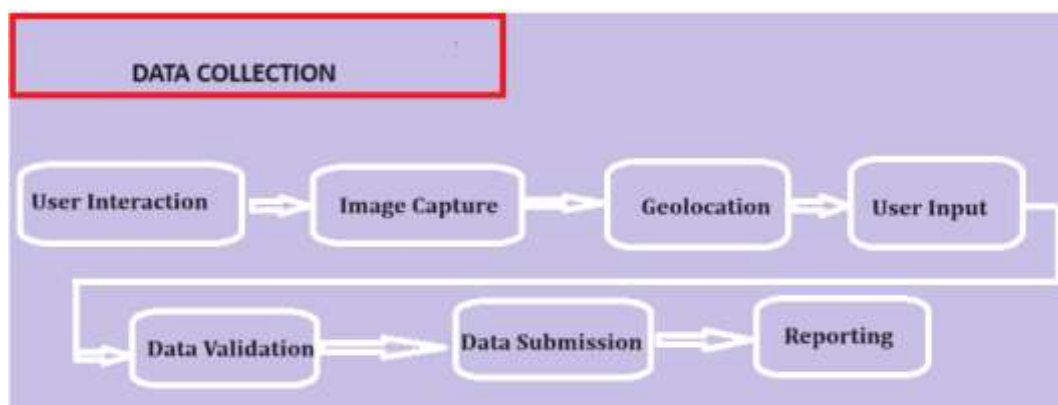 DATA COLLECTION
User Interaction
Image Capture
Geolocation
User Input
Data Validation
Data Submission
Reporting